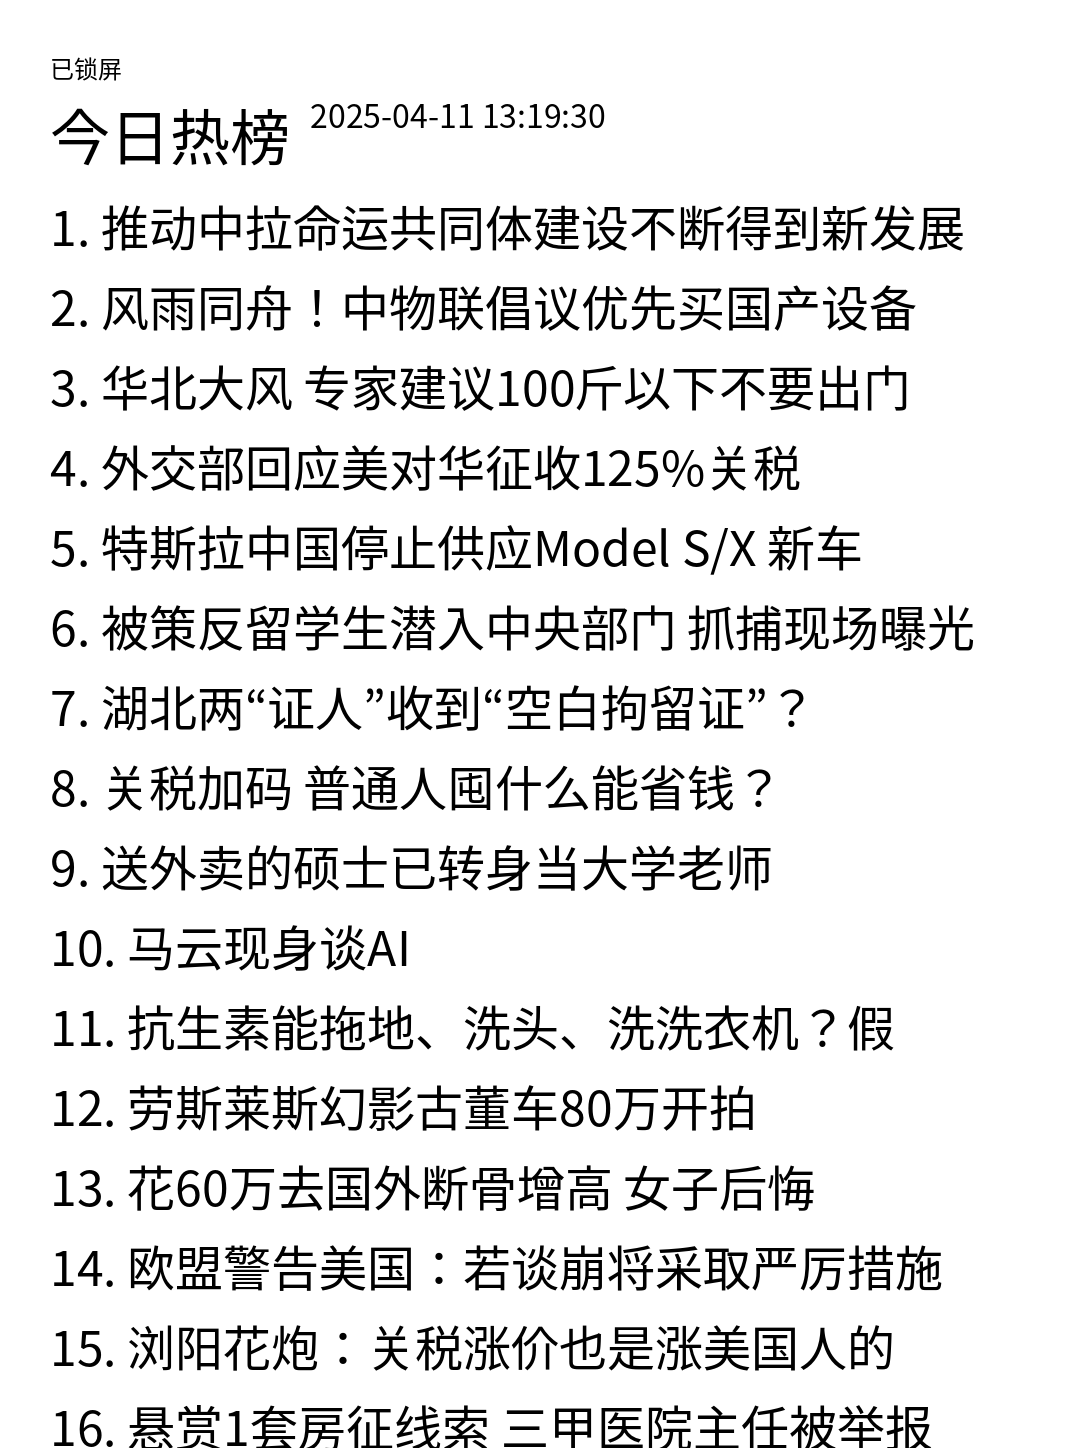 已锁屏
今日热榜 2025-04-11 13:19:30
1. 推动中拉命运共同体建设不断得到新发展
2. 风雨同舟！中物联倡议优先买国产设备
3. 华北大风 专家建议100斤以下不要出门
4. 外交部回应美对华征收125%关税
5. 特斯拉中国停止供应Model S/X 新车
6. 被策反留学生潜入中央部门 抓捕现场曝光
7. 湖北两“证人”收到“空白拘留证”？
8. 关税加码 普通人囤什么能省钱？
9. 送外卖的硕士已转身当大学老师
10. 马云现身谈AI
11. 抗生素能拖地、洗头、洗洗衣机？假
12. 劳斯莱斯幻影古董车80万开拍
13. 花60万去国外断骨增高 女子后悔
14. 欧盟警告美国：若谈崩将采取严厉措施
15. 浏阳花炮：关税涨价也是涨美国人的
16. 悬赏1套房征线索 三甲医院主任被举报